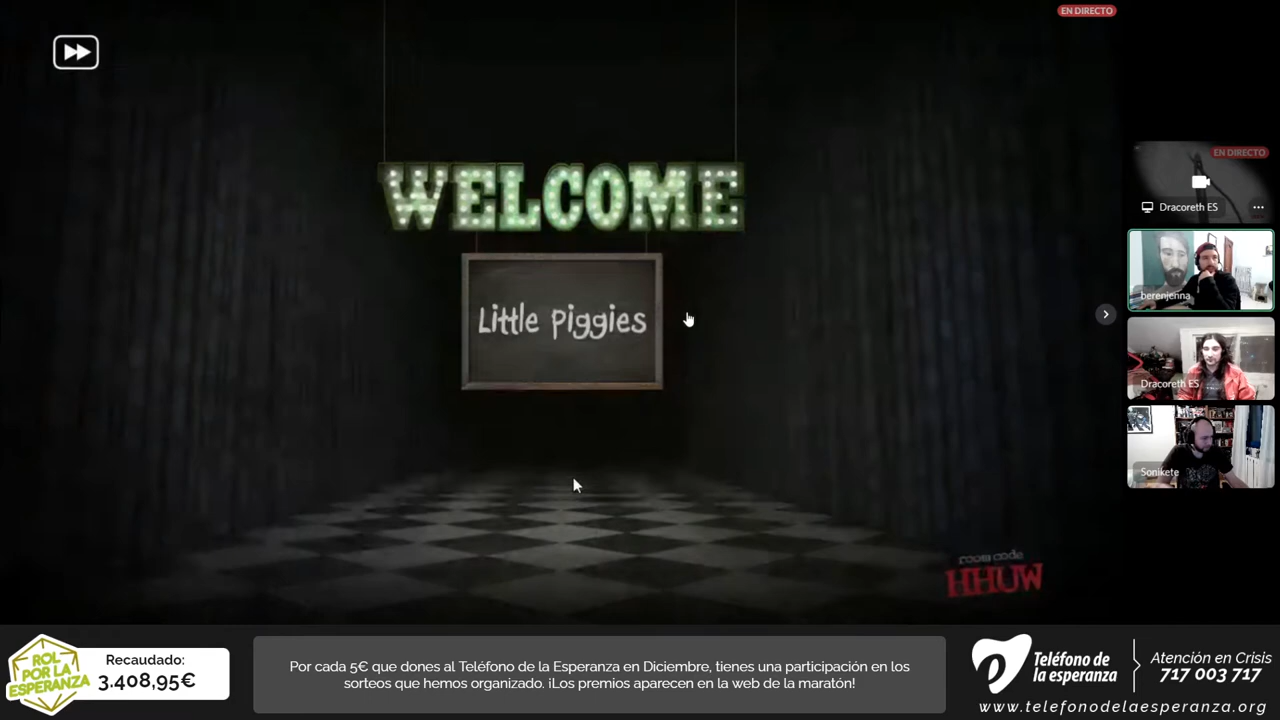 EN DIRECTO
WELCOME
Little piggies
room code
HHUW
EN DIRECTO
Dracoreth ES
berenjenna
Dracoreth ES
Sonikete
ROL
POR LA
ESPERANZA
Recaudado:
3.408,95€
Por cada 5€ que dones al Teléfono de la Esperanza en Diciembre, tienes una participación en los
sorteos que hemos organizado. ¡Los premios aparecen en la web de la maratón!
Teléfono de
la esperanza
Atención en Crisis
717 003 717
www.telefonodelaesperanza.org